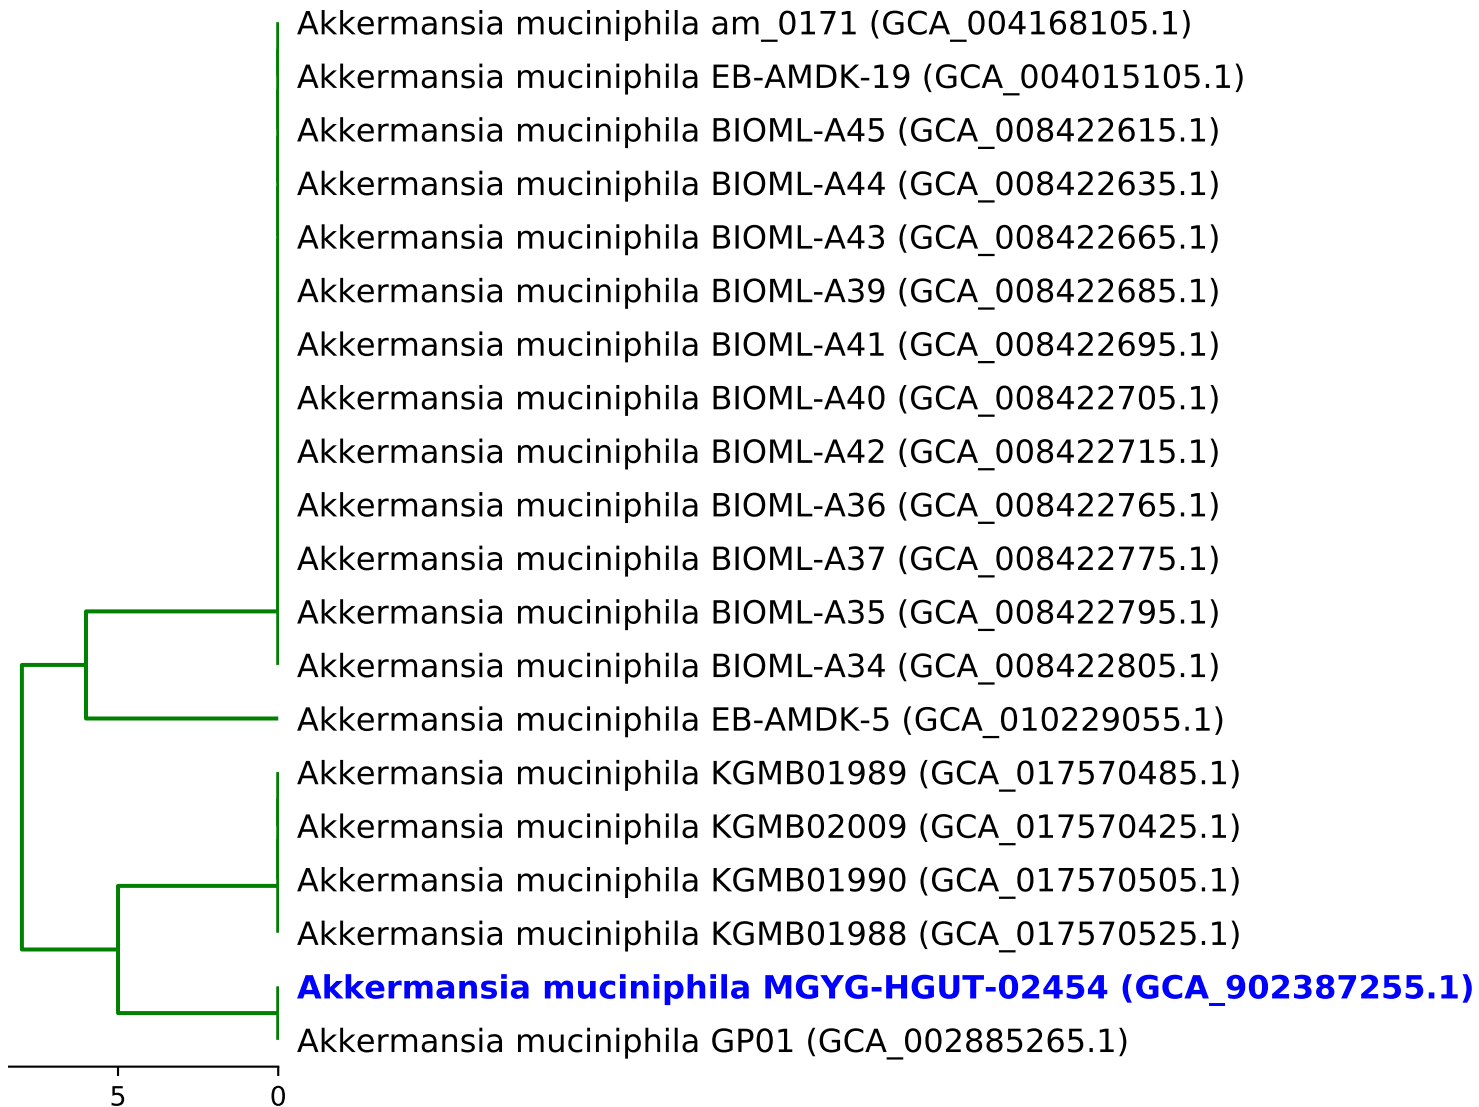 Akkermansia muciniphila am_0171 (GCA_004168105.1)
Akkermansia muciniphila EB-AMDK-19 (GCA_004015105.1)
Akkermansia muciniphila BIOML-A45 (GCA_008422615.1)
Akkermansia muciniphila BIOML-A44 (GCA_008422635.1)
Akkermansia muciniphila BIOML-A43 (GCA_008422665.1)
Akkermansia muciniphila BIOML-A39 (GCA_008422685.1)
Akkermansia muciniphila BIOML-A41 (GCA_008422695.1)
Akkermansia muciniphila BIOML-A40 (GCA_008422705.1)
Akkermansia muciniphila BIOML-A42 (GCA_008422715.1)
Akkermansia muciniphila BIOML-A36 (GCA_008422765.1)
Akkermansia muciniphila BIOML-A37 (GCA_008422775.1)
Akkermansia muciniphila BIOML-A35 (GCA_008422795.1)
Akkermansia muciniphila BIOML-A34 (GCA_008422805.1)
Akkermansia muciniphila EB-AMDK-5 (GCA_010229055.1)
Akkermansia muciniphila KGMB01989 (GCA_017570485.1)
Akkermansia muciniphila KGMB02009 (GCA_017570425.1)
Akkermansia muciniphila KGMB01990 (GCA_017570505.1)
Akkermansia muciniphila KGMB01988 (GCA_017570525.1)
Akkermansia muciniphila MGYG-HGUT-02454 (GCA_902387255.1)
Akkermansia muciniphila GP01 (GCA_002885265.1)
5 0